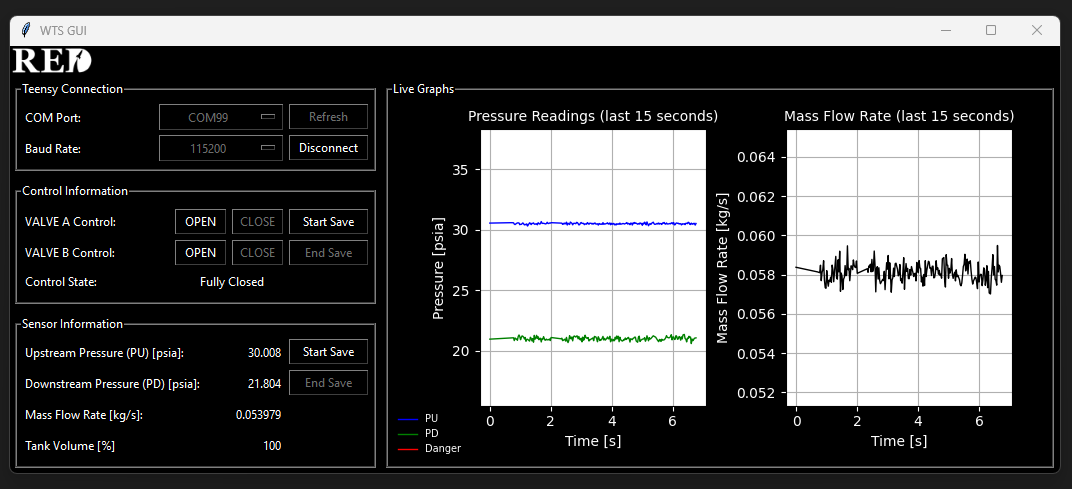 WTS GUI
RED
Teensy Connection
COM Port: COM99 Refresh
Baud Rate: 115200 Disconnect
Control Information
VALVE A Control: OPEN CLOSE Start Save
VALVE B Control: OPEN CLOSE End Save
Control State: Fully Closed
Sensor Information
Upstream Pressure (PU) [psia]: 30.008 Start Save
Downstream Pressure (PD) [psia]: 21.804 End Save
Mass Flow Rate [kg/s]: 0.053979
Tank Volume [%] 100
Live Graphs
Pressure Readings (last 15 seconds)
Pressure [psia]
35
30
25
20
0 2 4 6
Time [s]
PU
PD
Danger
Mass Flow Rate (last 15 seconds)
Mass Flow Rate [kg/s]
0.064
0.062
0.060
0.058
0.056
0.054
0.052
0 2 4 6
Time [s]